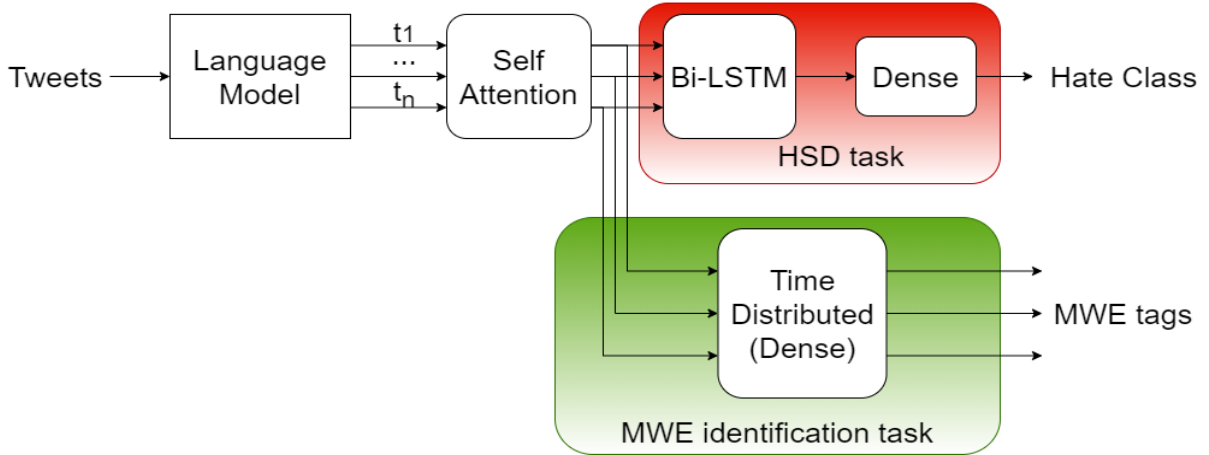 Tweets
Language
Model
t1
...
tn
Self
Attention
Bi-LSTM
Dense
HSD task
Hate Class
Time
Distributed
(Dense)
MWE tags
MWE identification task